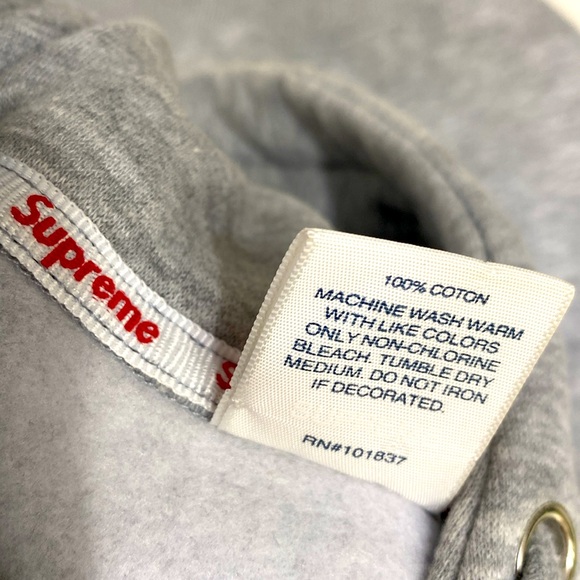 Supreme
S
100% COTON
MACHINE WASH WARM
WITH LIKE COLORS
ONLY NON-CHLORINE
BLEACH. TUMBLE DRY
MEDIUM. DO NOT IRON
IF DECORATED.
RN#101837